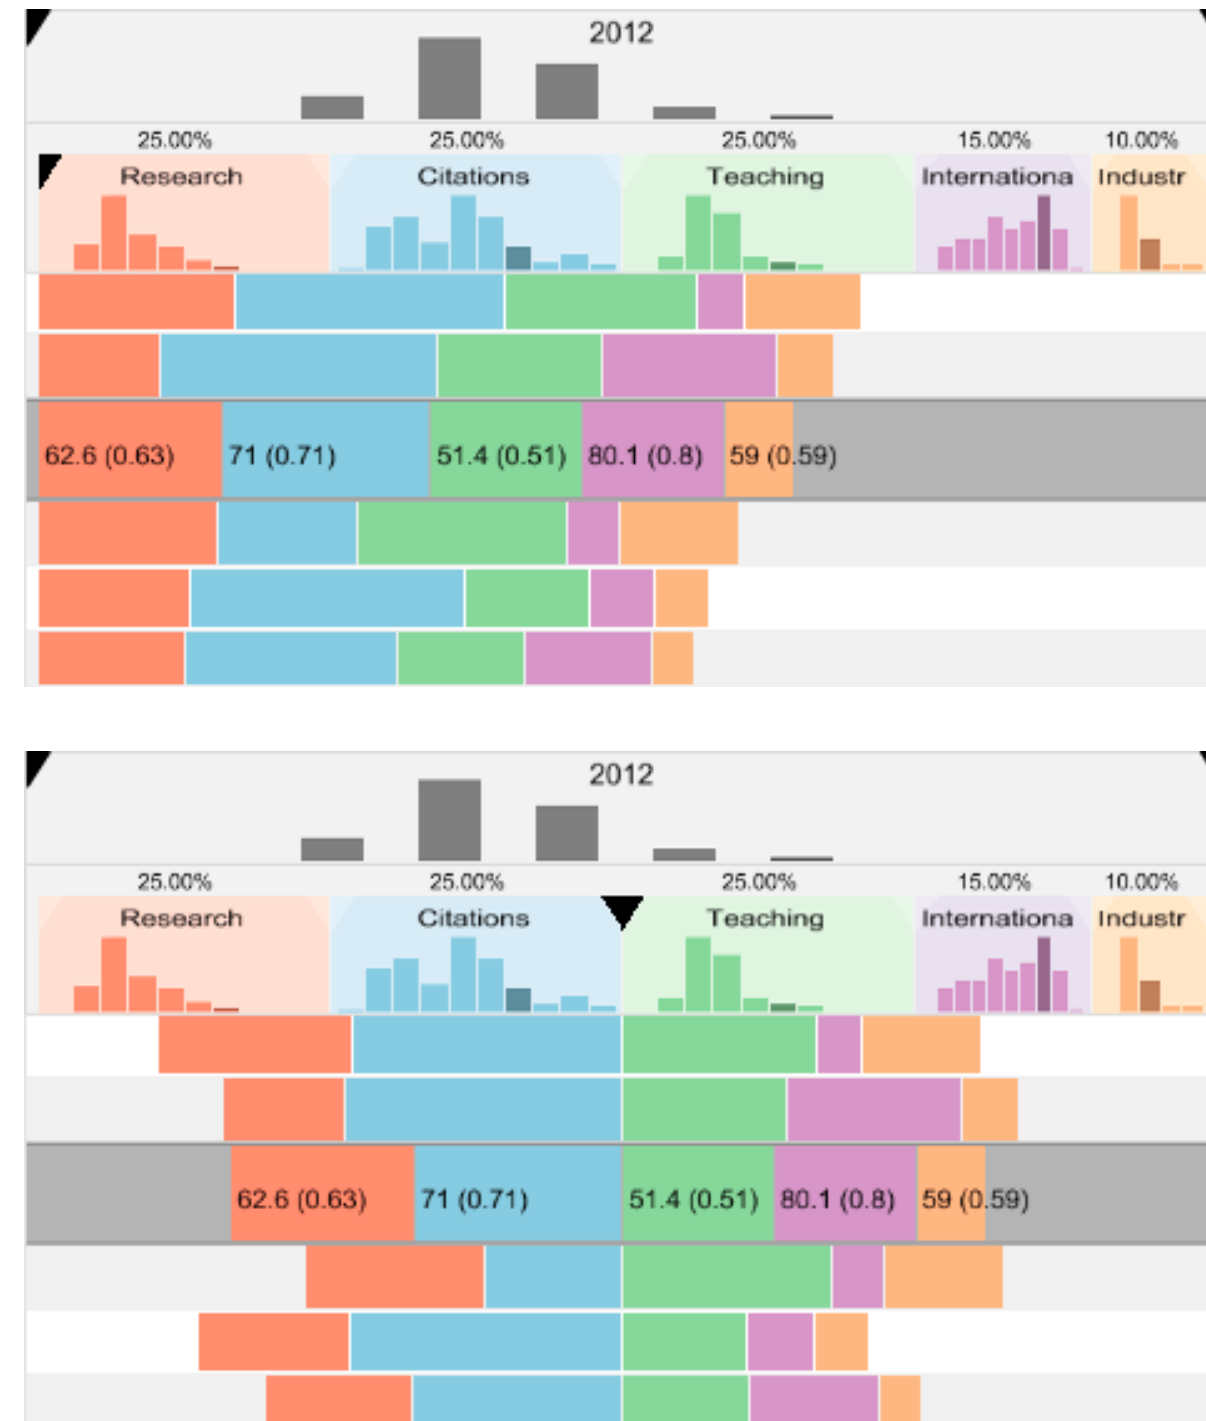 2012
25.00% 25.00% 25.00% 15.00% 10.00%
Research Citations Teaching Internationa Industr
62.6 (0.63) 71 (0.71) 51.4 (0.51) 80.1 (0.8) 59 (0.59)
2012
25.00% 25.00% 25.00% 15.00% 10.00%
Research Citations Teaching Internationa Industr
62.6 (0.63) 71 (0.71) 51.4 (0.51) 80.1 (0.8) 59 (0.59)